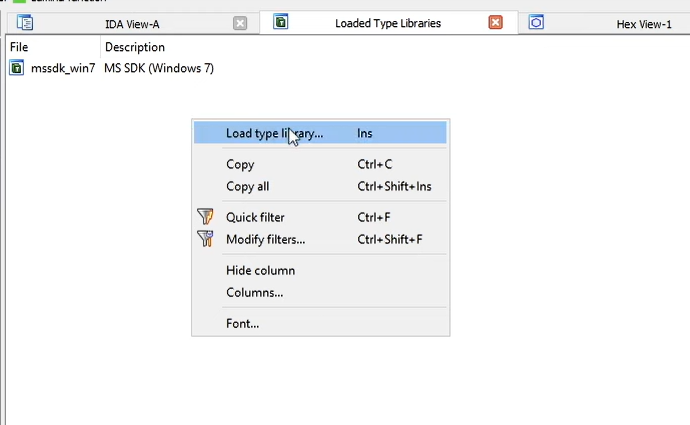 IDA View-A Loaded Type Libraries Hex View-1
File Description
mssdk_win7 MS SDK (Windows 7)
Load type library... Ins
Copy Ctrl+C
Copy all Ctrl+Shift+Ins
Quick filter Ctrl+F
Modify filters... Ctrl+Shift+F
Hide column
Columns...
Font...